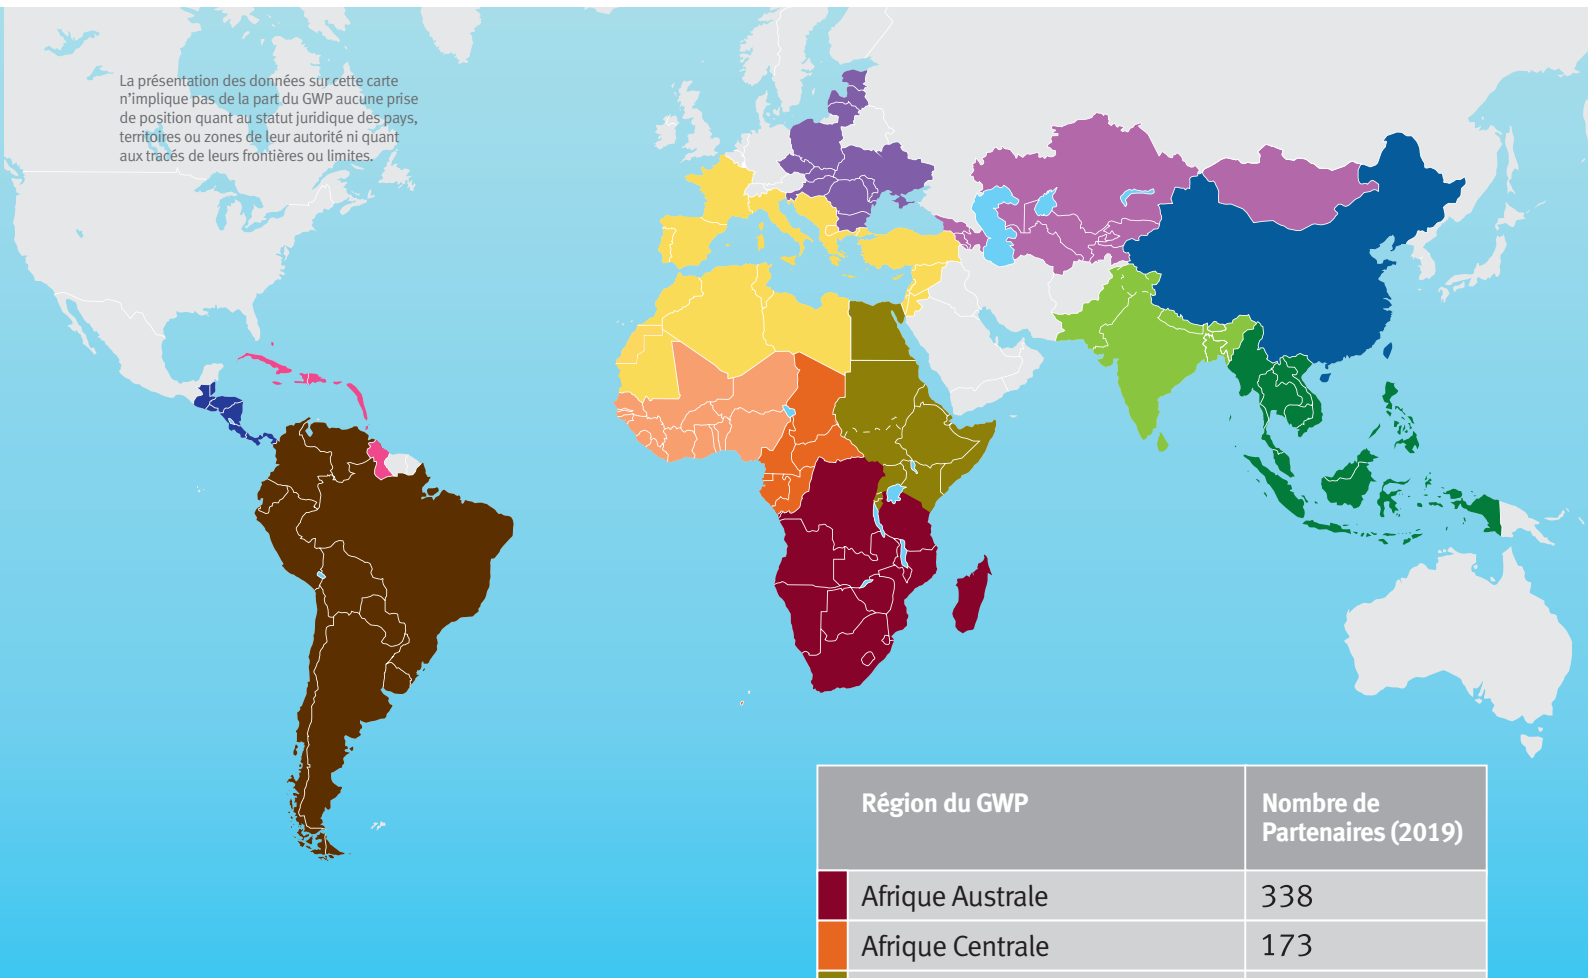 La présentation des données sur cette carte
n’implique pas de la part du GWP aucune prise
de position quant au statut juridique des pays,
territoires ou zones de leur autorité ni quant
aux tracés de leurs frontières ou limites.
Région du GWP
Nombre de
Partenaires (2019)
Afrique Australe 338
Afrique Centrale 173